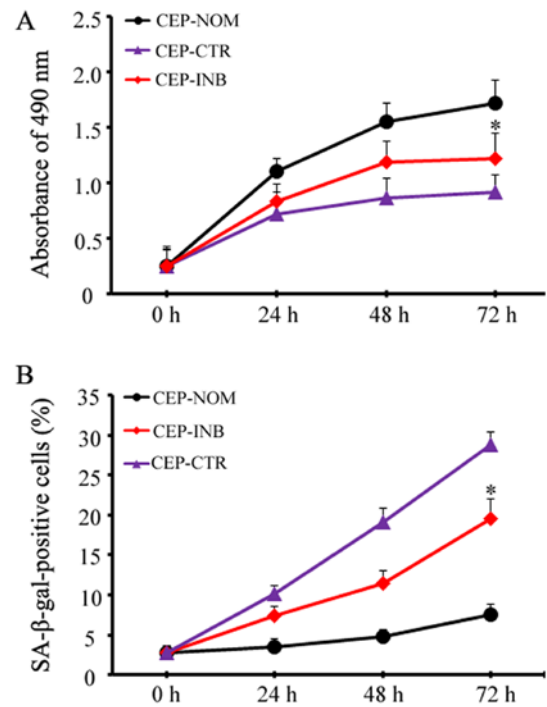 A
Absorbance of 490 nm
2.5
2.0
1.5
1.0
0.5
0
CEP-NOM
CEP-CTR
CEP-INB
*
0 h 24 h 48 h 72 h
B
SA-β-gal-positive cells (%)
35
30
25
20
15
10
5
0
CEP-NOM
CEP-INB
CEP-CTR
*
0 h 24 h 48 h 72 h